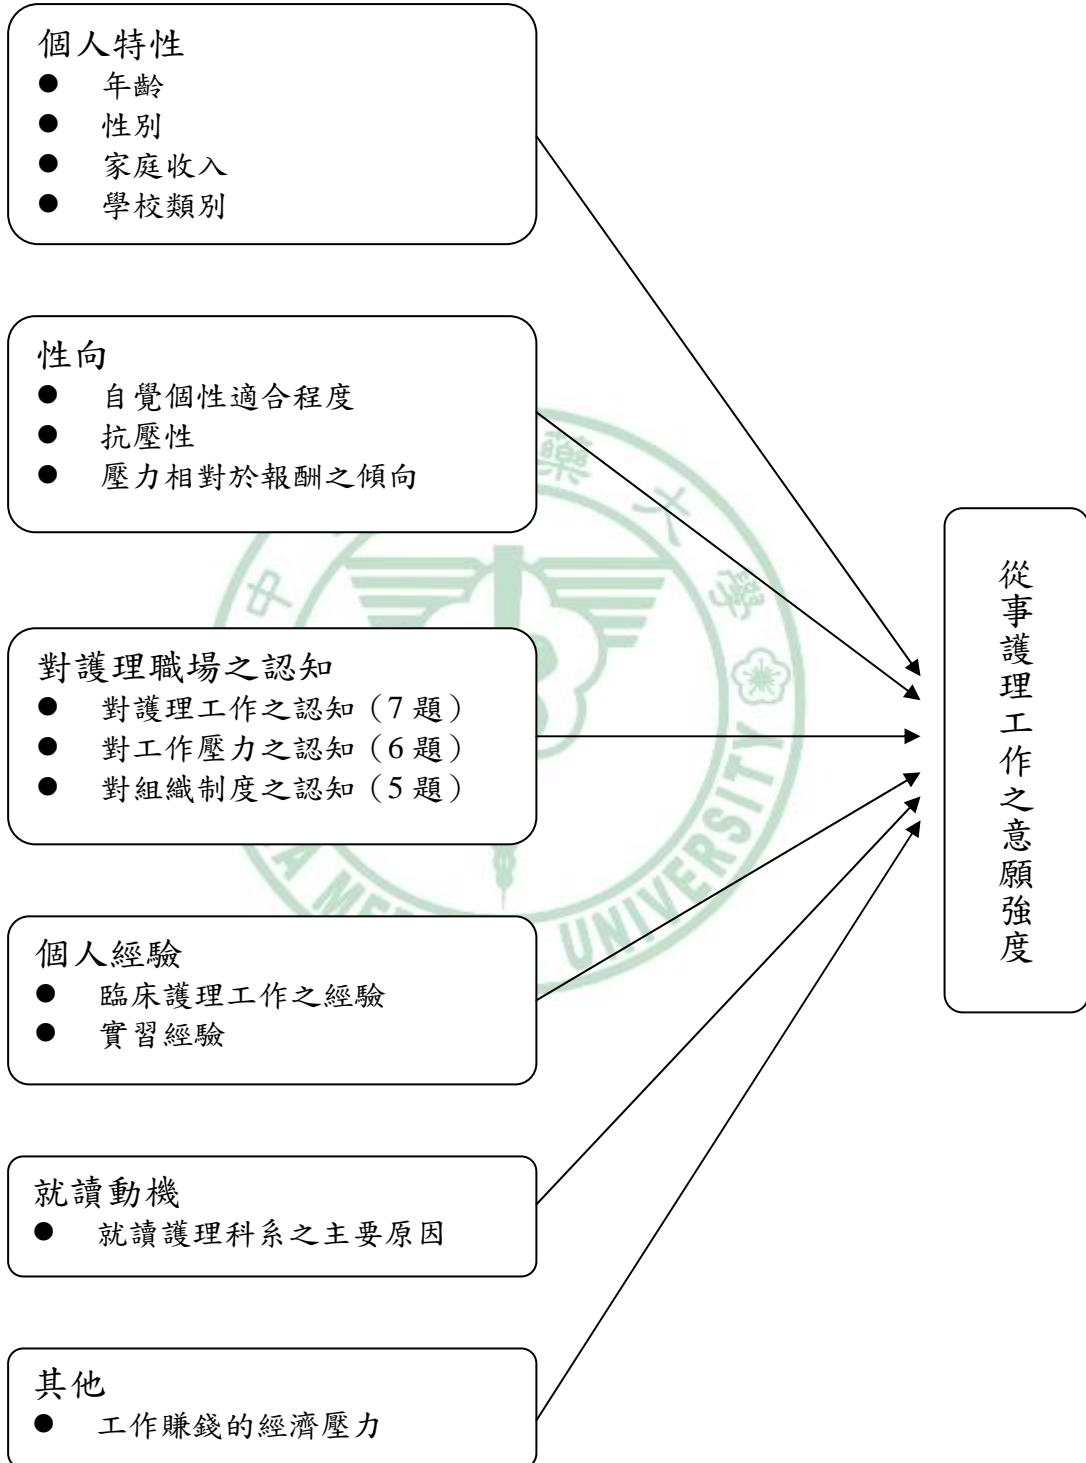 個人特性
● 年齡
● 性別
● 家庭收入
● 學校類別
性向
● 自覺個性適合程度
● 抗壓性
● 壓力相對於報酬之傾向
對護理職場之認知
● 對護理工作之認知（7 題）
● 對工作壓力之認知（6 題）
● 對組織制度之認知（5 題）
個人經驗
● 臨床護理工作之經驗
● 實習經驗
就讀動機
● 就讀護理科系之主要原因
其他
● 工作賺錢的經濟壓力
從事護理工作之意願強度
中 藥大學
A ME UNIVERSITY